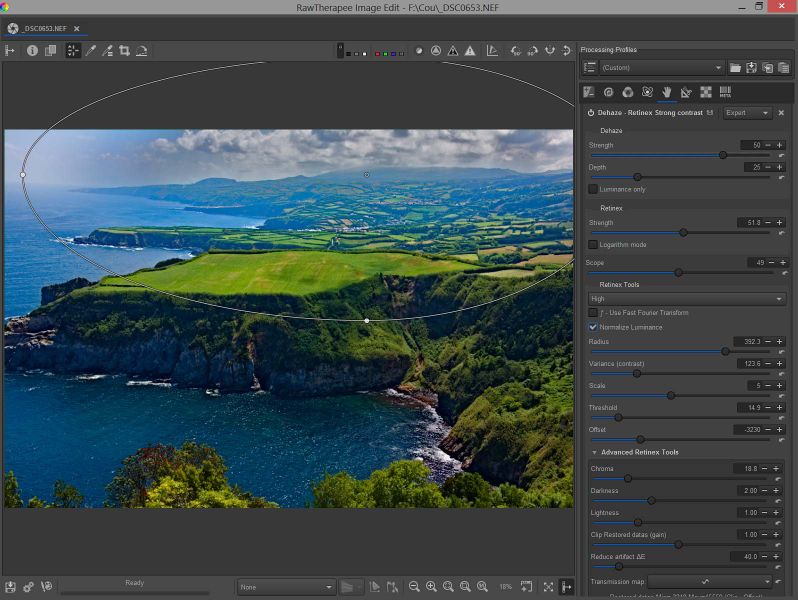 RawTherapee Image Edit - F:\Cou\_DSC0653.NEF
_DSC0653.NEF
Processing Profiles
(Custom)
META
Dehaze - Retinex Strong contrast
Expert
Dehaze
Strength 50
Depth 25
Luminance only
Retinex
Strength 51.8
Logarithm mode
Scope 49
Retinex Tools
High
ƒ - Use Fast Fourier Transform
Normalize Luminance
Radius 392.3
Variance (contrast) 123.6
Scale 5
Threshold 14.9
Offset -3230
Advanced Retinex Tools
Chroma 18.8
Darkness 2.00
Lightness 1.00
Clip Restored datas (gain) 1.00
Reduce artifact ΔE 40.0
Transmission map:
Ready
None
18%